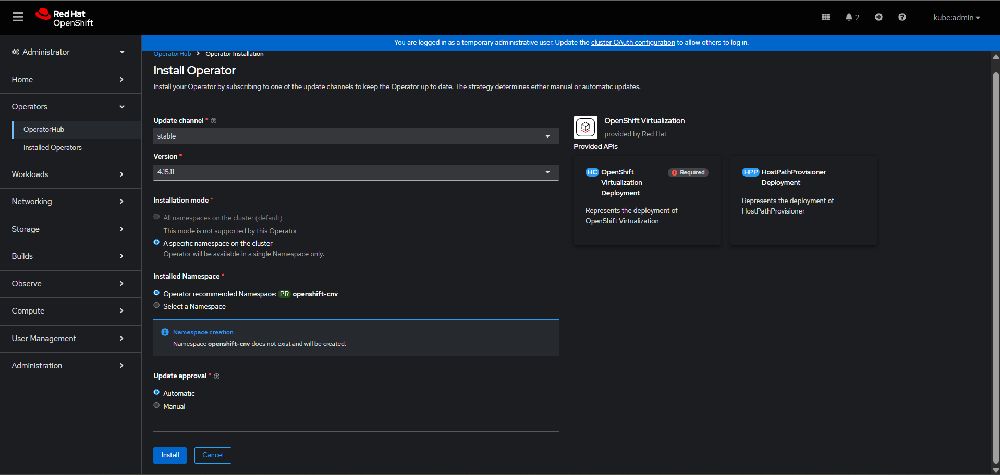 Red Hat
OpenShift
2
kube:admin
You are logged in as a temporary administrative user. Update the cluster OAuth configuration to allow others to log in.
Administrator
Home
Operators
OperatorHub
Installed Operators
Workloads
Networking
Storage
Builds
Observe
Compute
User Management
Administration
OperatorHub > Operator Installation
Install Operator
Install your Operator by subscribing to one of the update channels to keep the Operator up to date. The strategy determines either manual or automatic updates.
Update channel *
stable
Version *
4.15.11
Installation mode *
All namespaces on the cluster (default)
This mode is not supported by this Operator
A specific namespace on the cluster
Operator will be available in a single Namespace only.
Installed Namespace *
Operator recommended Namespace: PR openshift-cnv
Select a Namespace
Namespace creation
Namespace openshift-cnv does not exist and will be created.
Update approval *
Automatic
Manual
Install
Cancel
OpenShift Virtualization
provided by Red Hat
Provided APIs
HC OpenShift
Virtualization
Deployment
Required
Represents the deployment of
OpenShift Virtualization
HPP HostPathProvisioner
Deployment
Represents the deployment of
HostPathProvisioner